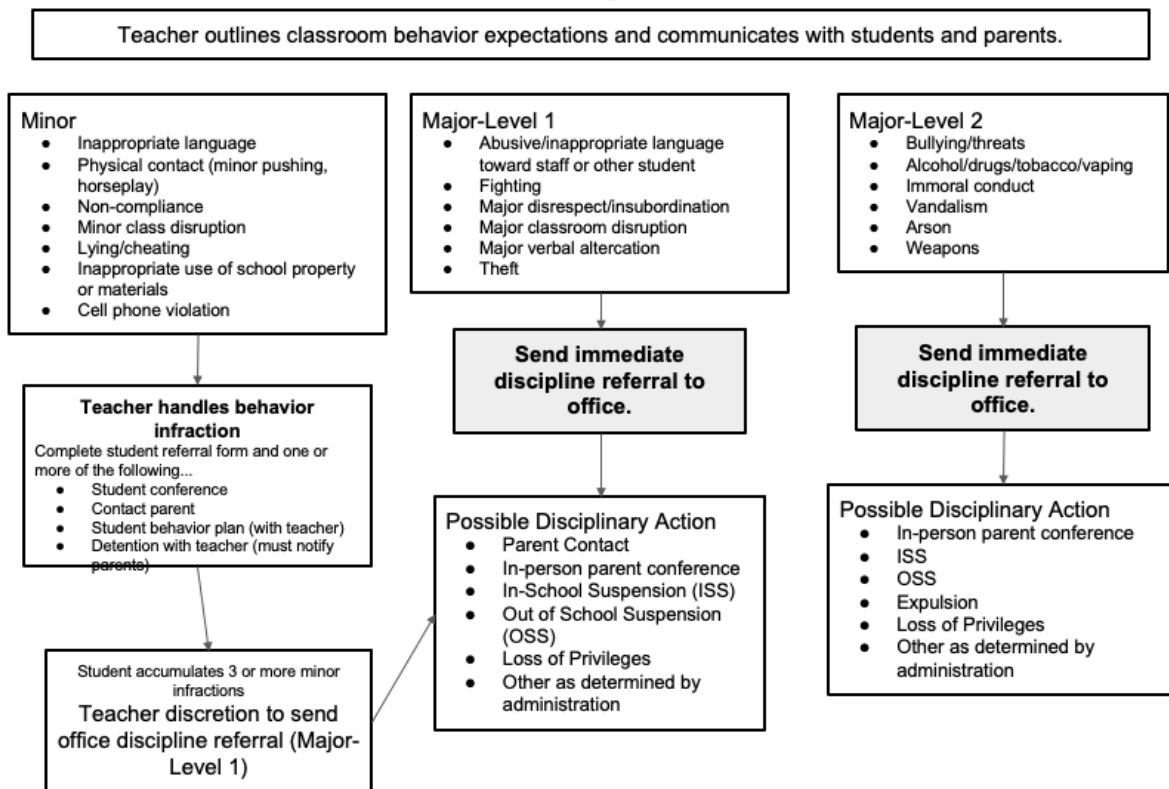 Teacher outlines classroom behavior expectations and communicates with students and parents.
Minor
● Inappropriate language
● Physical contact (minor pushing,
horseplay)
● Non-compliance
● Minor class disruption
● Lying/cheating
● Inappropriate use of school property
or materials
● Cell phone violation
Teacher handles behavior
infraction
Complete student referral form and one or
more of the following...
● Student conference
● Contact parent
● Student behavior plan (with teacher)
● Detention with teacher (must notify
parents)
Student accumulates 3 or more minor
infractions
Teacher discretion to send
office discipline referral (Major-
Level 1)
Major-Level 1
● Abusive/inappropriate language
toward staff or other student
● Fighting
● Major disrespect/insubordination
● Major classroom disruption
● Major verbal altercation
● Theft
Send immediate
discipline referral to
office.
Possible Disciplinary Action
● Parent Contact
● In-person parent conference
● In-School Suspension (ISS)
● Out of School Suspension
(OSS)
● Loss of Privileges
● Other as determined by
administration
Major-Level 2
● Bullying/threats
● Alcohol/drugs/tobacco/vaping
● Immoral conduct
● Vandalism
● Arson
● Weapons
Send immediate
discipline referral to
office.
Possible Disciplinary Action
● In-person parent conference
● ISS
● OSS
● Expulsion
● Loss of Privileges
● Other as determined by
administration